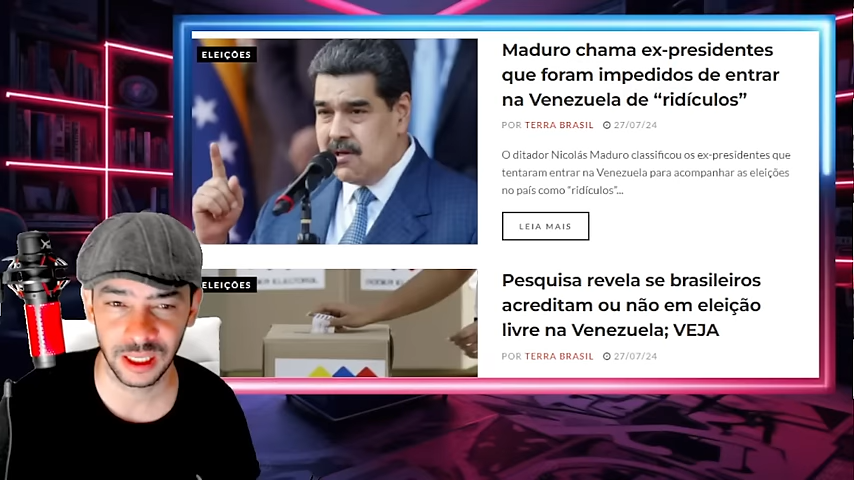 ELEIÇÕES
Maduro chama ex-presidentes
que foram impedidos de entrar
na Venezuela de “ridículos”
POR TERRA BRASIL 27/07/24
O ditador Nicolás Maduro classificou os ex-presidentes que
tentaram entrar na Venezuela para acompanhar as eleições
no país como “ridículos”...
LEIA MAIS
ELEIÇÕES
Pesquisa revela se brasileiros
acreditam ou não em eleição
livre na Venezuela; VEJA
POR TERRA BRASIL 27/07/24